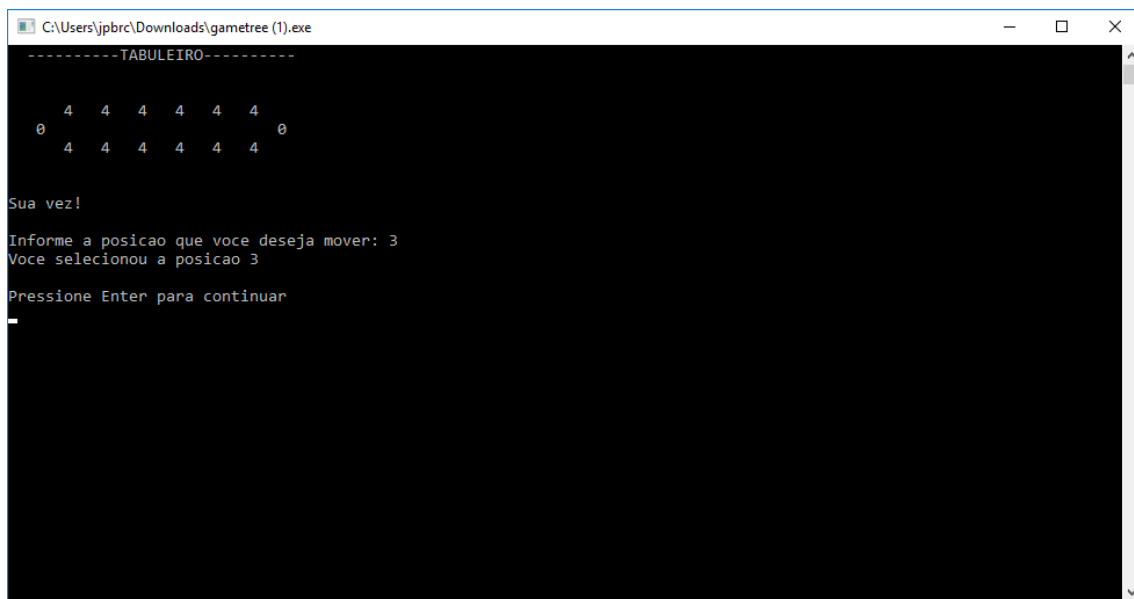 C:\Users\jpbrc\Downloads\gametree (1).exe
----------TABULEIRO----------
4 4 4 4 4 4
0 0
4 4 4 4 4 4
Sua vez!
Informe a posicao que voce deseja mover: 3
Voce selecionou a posicao 3
Pressione Enter para continuar